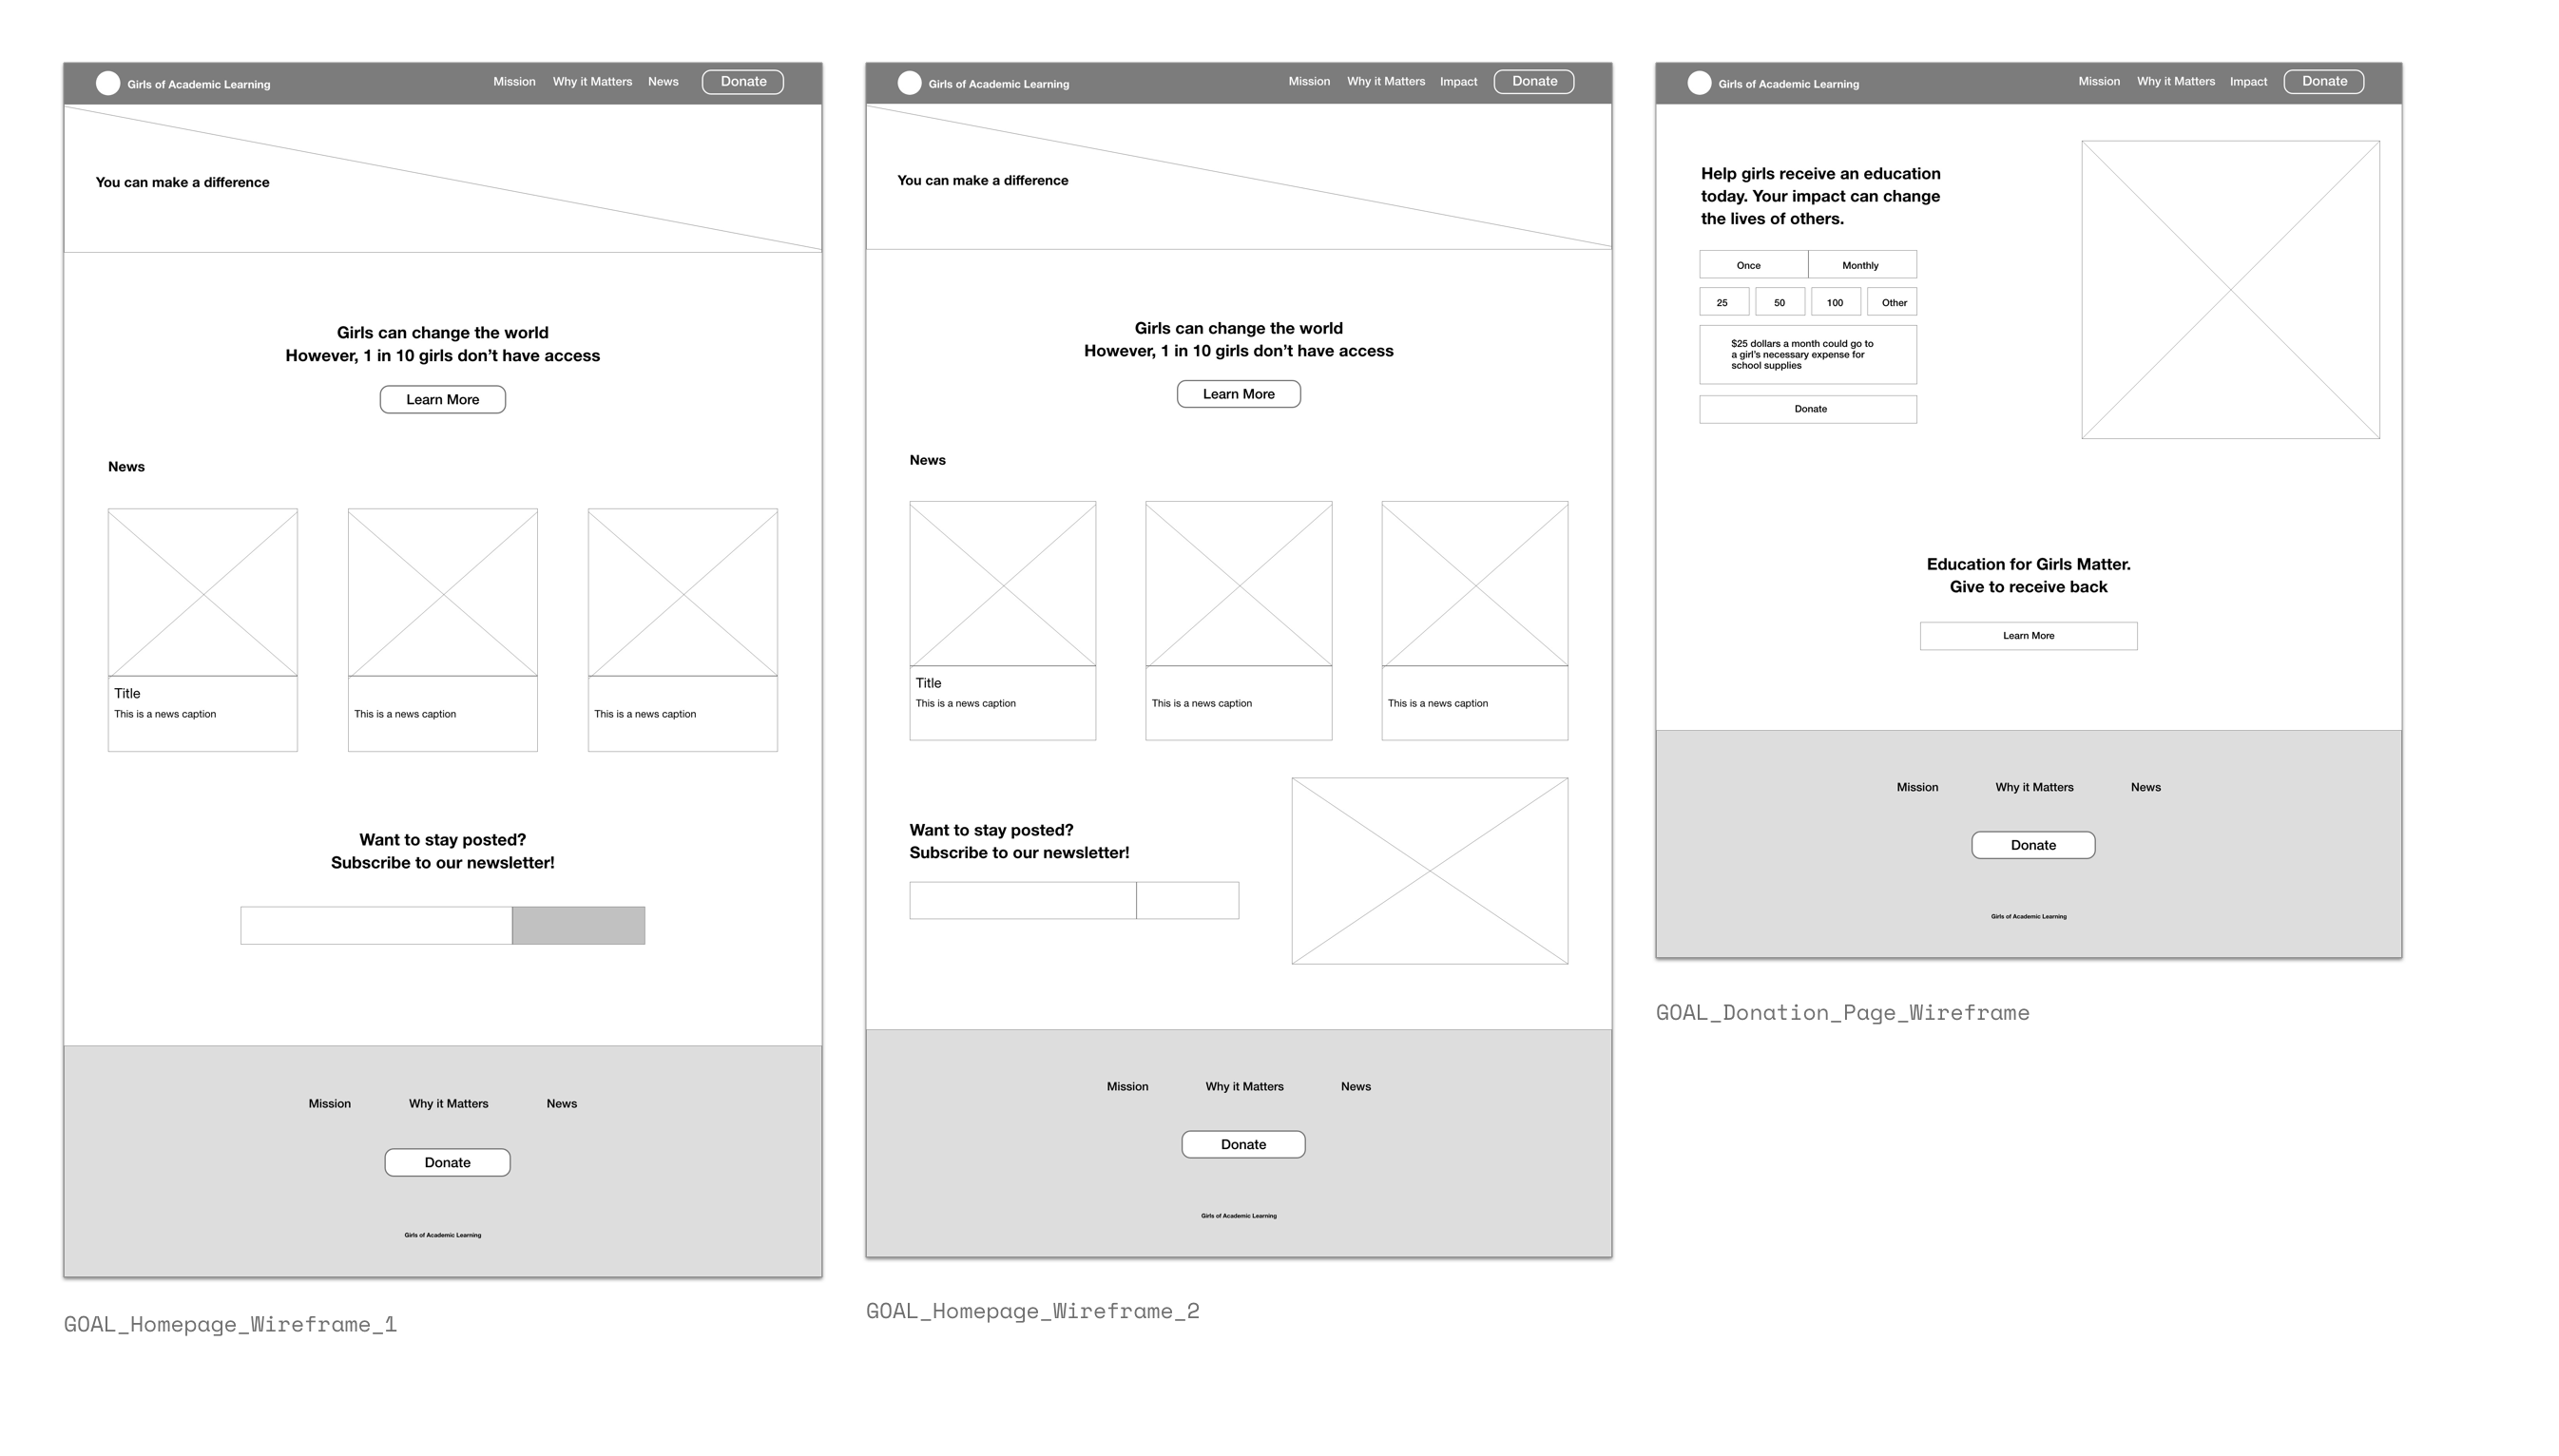 Girls of Academic Learning
Mission Why it Matters News Donate
You can make a difference
Girls can change the world
However, 1 in 10 girls don’t have access
Learn More
News
Title
This is a news caption
This is a news caption
This is a news caption
Want to stay posted?
Subscribe to our newsletter!
Mission Why it Matters News
Donate
Girls of Academic Learning
GOAL_Homepage_Wireframe_1
Girls of Academic Learning
Mission Why it Matters Impact Donate
You can make a difference
Girls can change the world
However, 1 in 10 girls don’t have access
Learn More
News
Title
This is a news caption
This is a news caption
This is a news caption
Want to stay posted?
Subscribe to our newsletter!
Mission Why it Matters News
Donate
Girls of Academic Learning
GOAL_Homepage_Wireframe_2
Girls of Academic Learning
Mission Why it Matters Impact Donate
Help girls receive an education
today. Your impact can change
the lives of others.
Once Monthly
25 50 100 Other
$25 dollars a month could go to
a girl’s necessary expense for
school supplies
Donate
Education for Girls Matter.
Give to receive back
Learn More
Mission Why it Matters News
Donate
Girls of Academic Learning
GOAL_Donation_Page_Wireframe